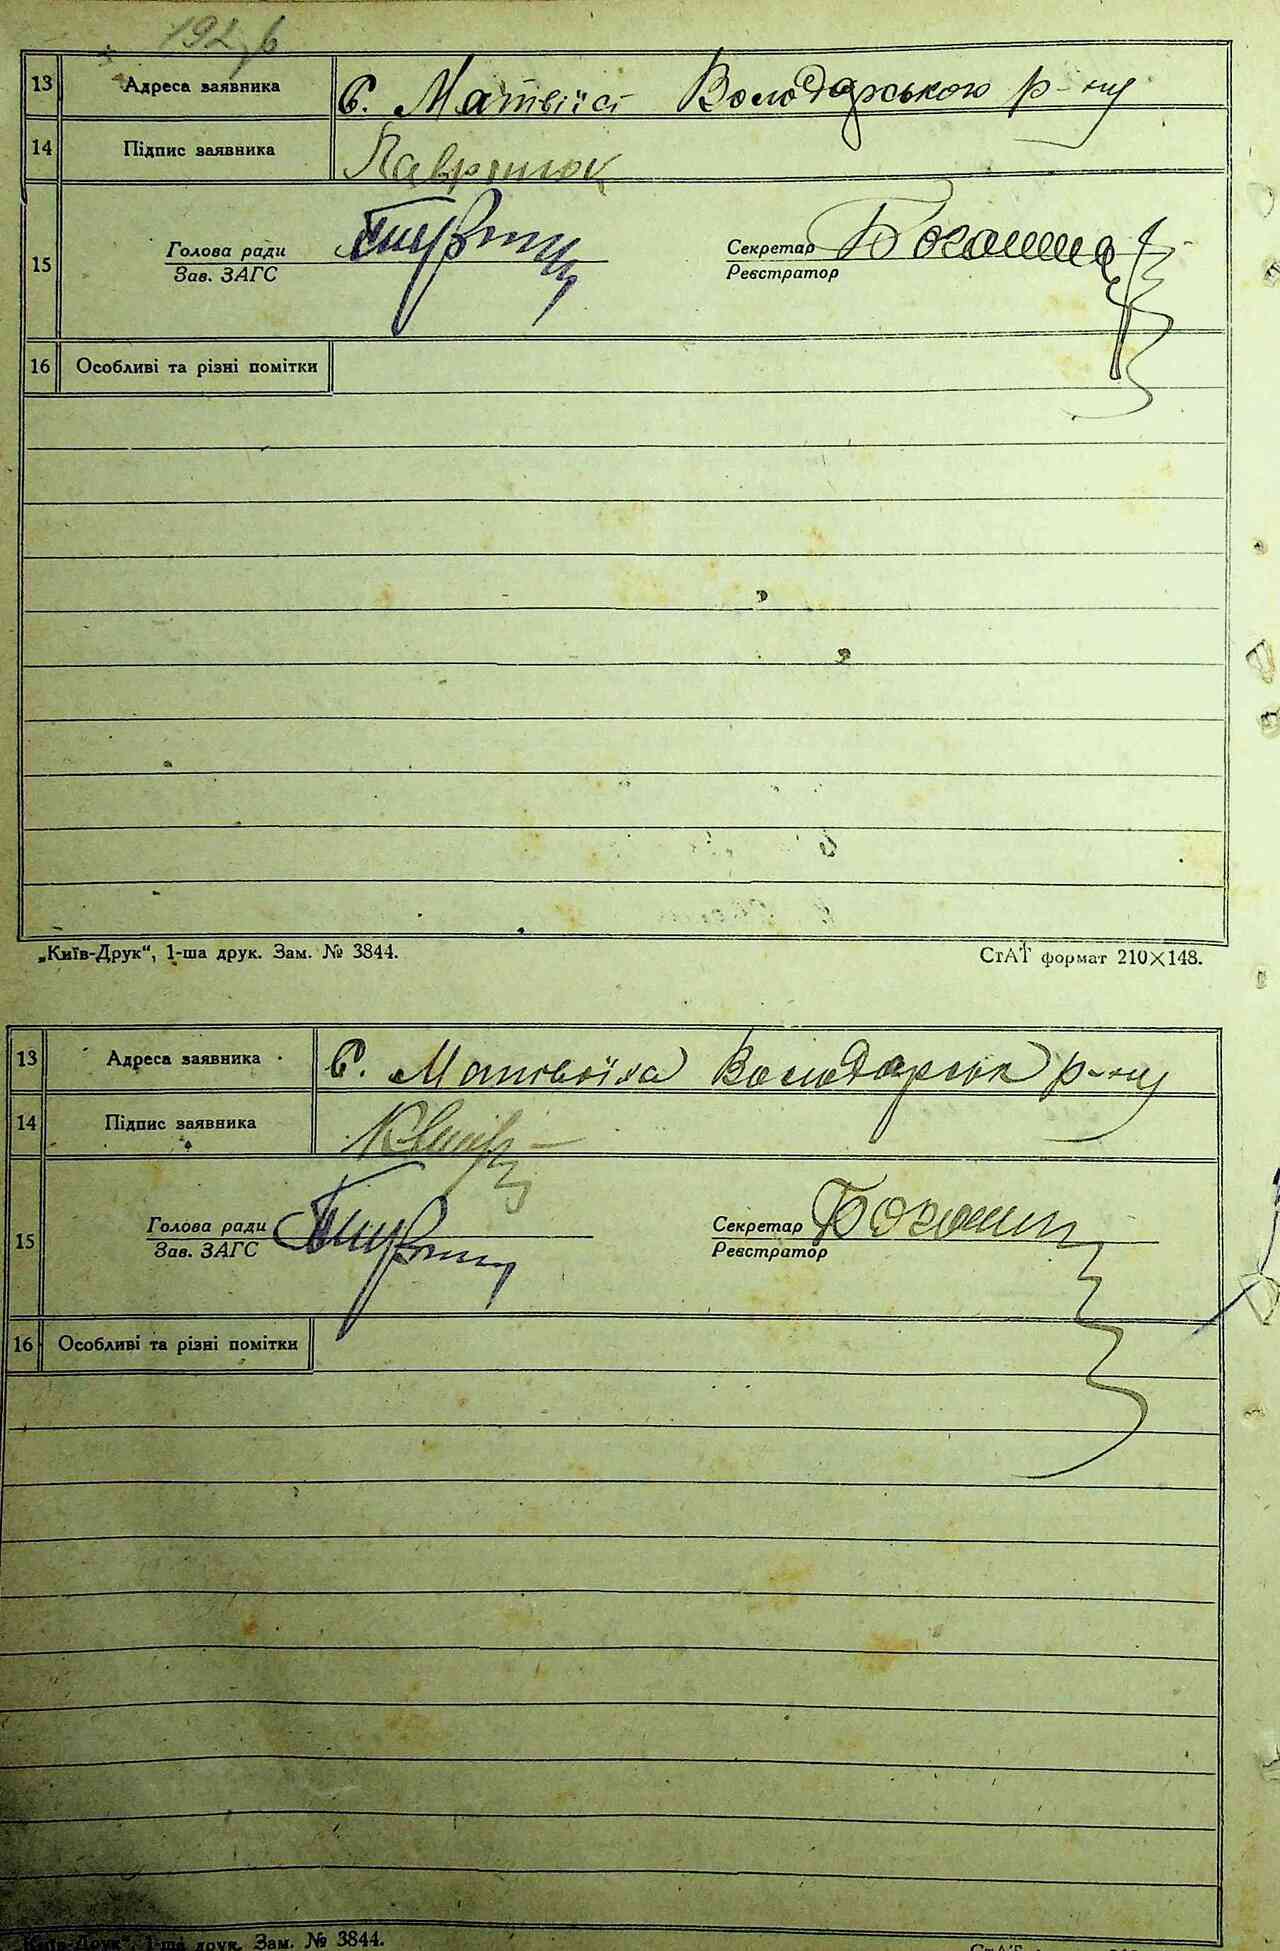 13 Адреса заявника С. Матвіїха Володарського р-ну
14 Підпис заявника Лавринюк
15 Голова ради Секретар
Зав. ЗАГС Реєстратор
16 Особливі та різні помітки
„Київ-Друк“, 1-ша друк. Зам. № 3844. СтАТ формат 210×148.
13 Адреса заявника С. Матвіїха Володарськ р-ну
14 Підпис заявника
15 Голова ради Секретар
Зав. ЗАГС Реєстратор
16 Особливі та різні помітки
„Київ-Друк“, 1-ша друк. Зам. № 3844.